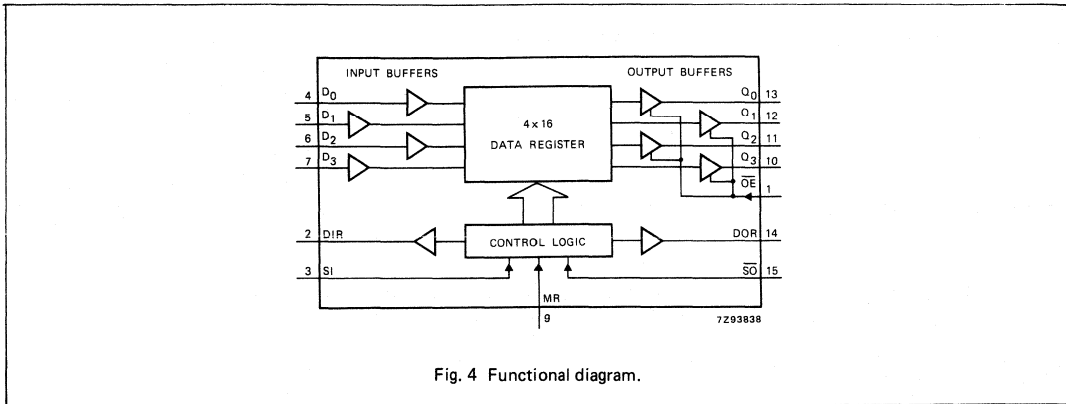 INPUT BUFFERS
OUTPUT BUFFERS
4 D0
Q0 13
5 D1
Q1 12
4 x 16
DATA REGISTER
6 D2
Q2 11
7 D3
Q3 10
OE
1
2 DIR
CONTROL LOGIC
DOR 14
3 SI
SO 15
MR
9
7Z93838
Fig. 4 Functional diagram.